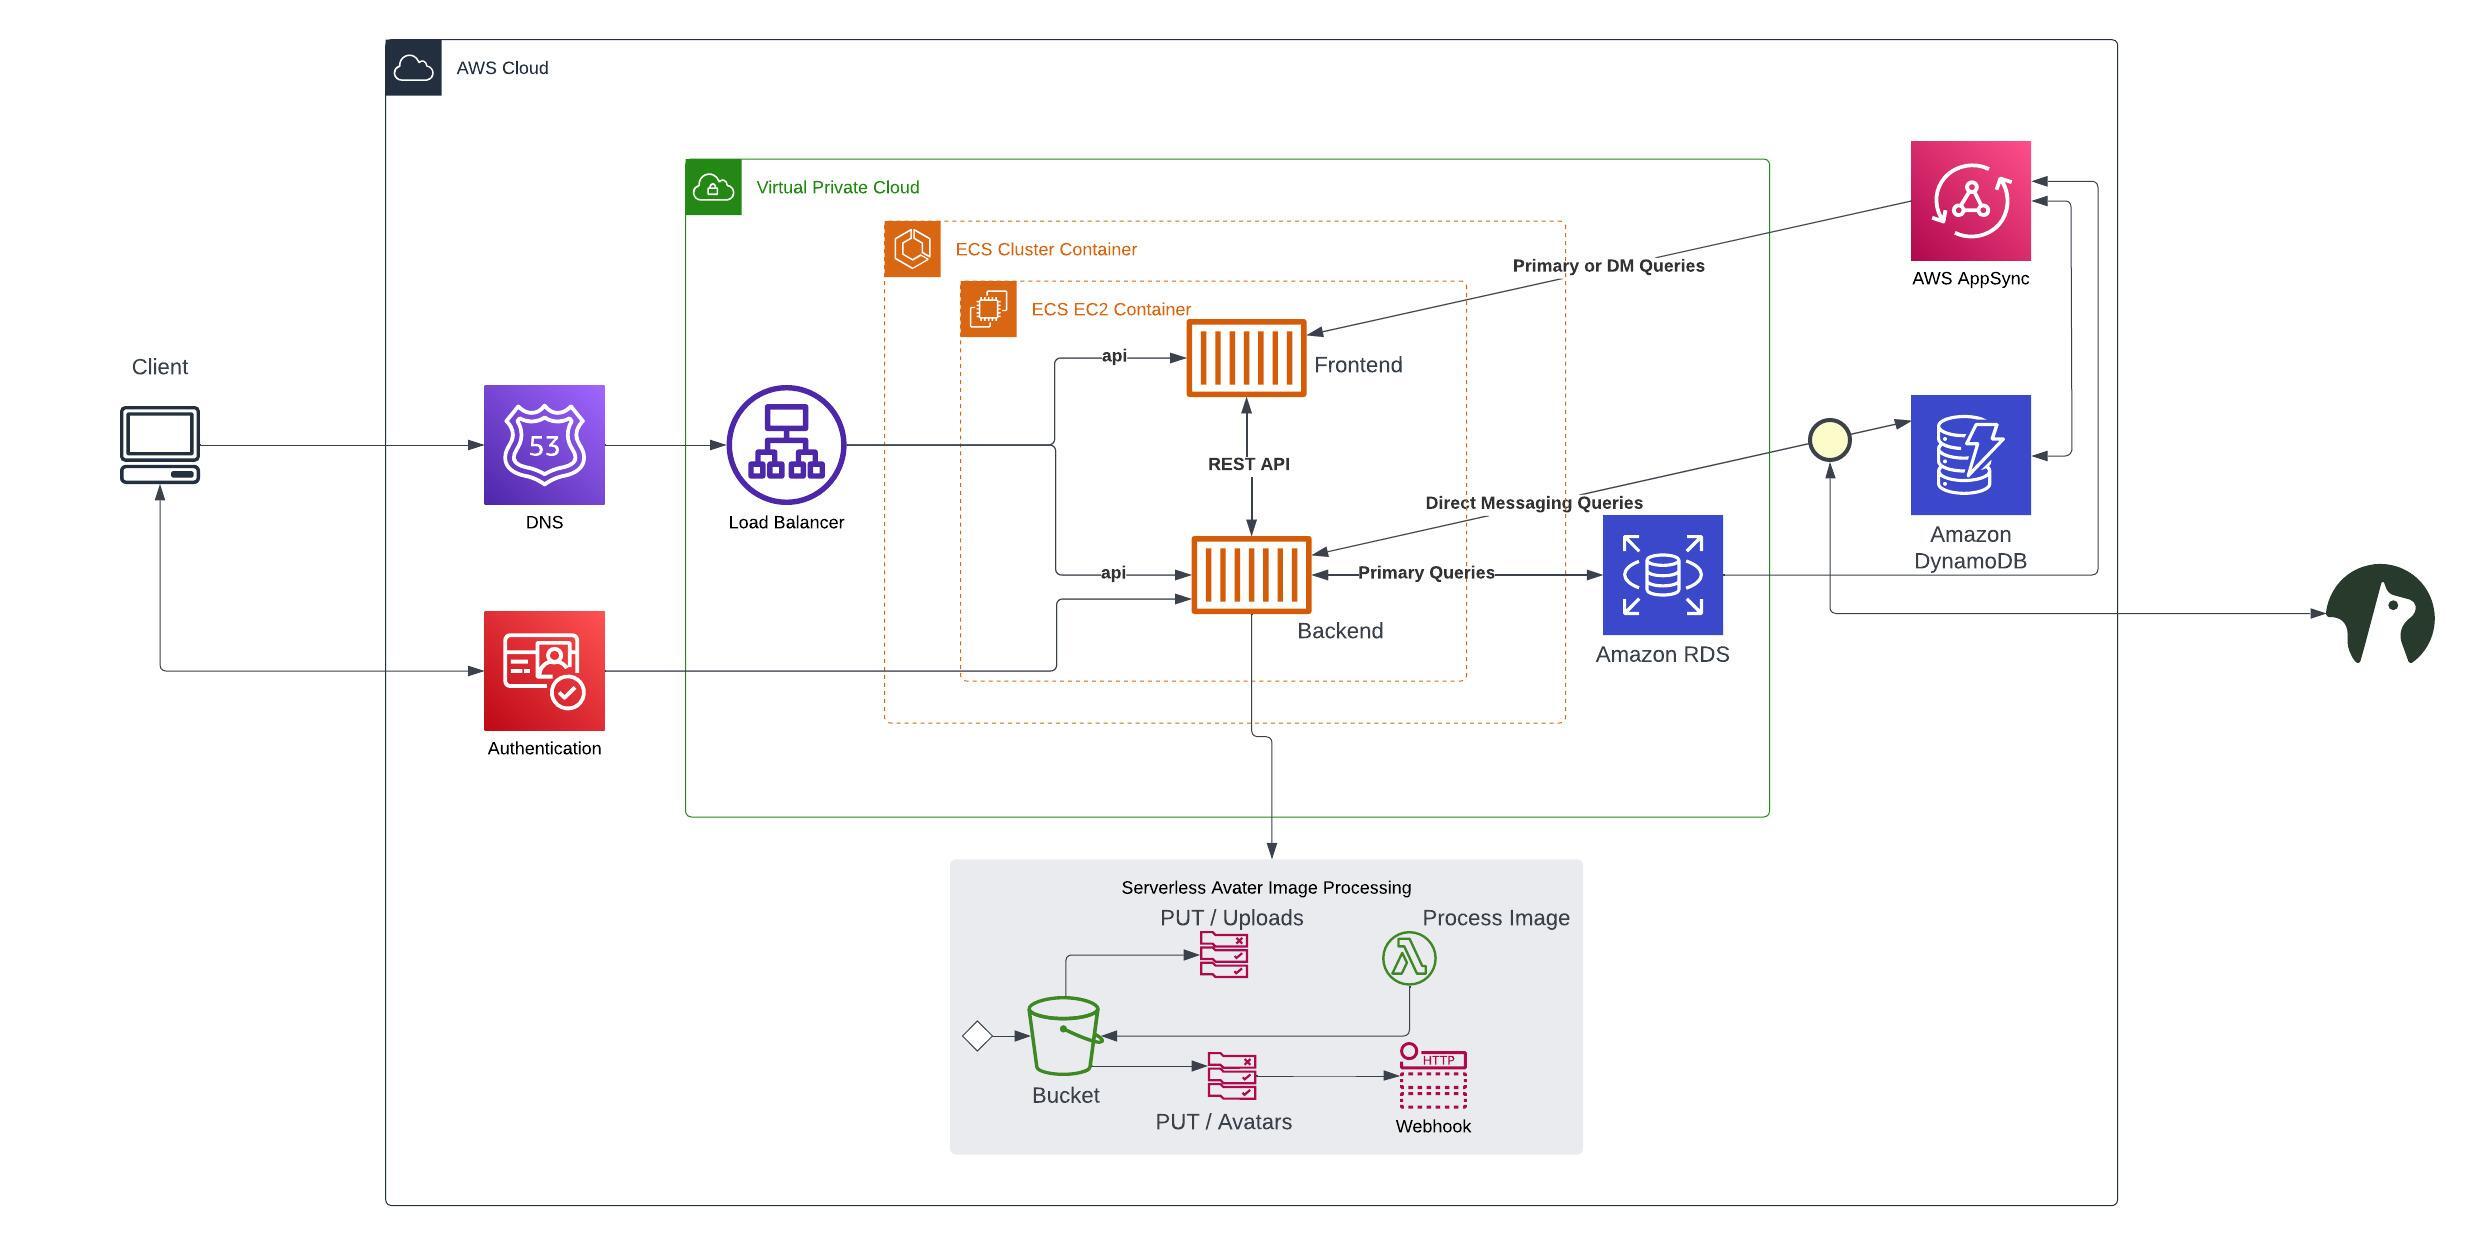 AWS Cloud
Virtual Private Cloud
ECS Cluster Container
Primary or DM Queries
AWS AppSync
ECS EC2 Container
api
Frontend
Client
53
DNS
Load Balancer
REST API
Direct Messaging Queries
Amazon
DynamoDB
api
Primary Queries
Backend
Amazon RDS
Authentication
Serverless Avater Image Processing
PUT / Uploads
Process Image
Bucket
HTTP
PUT / Avatars
Webhook